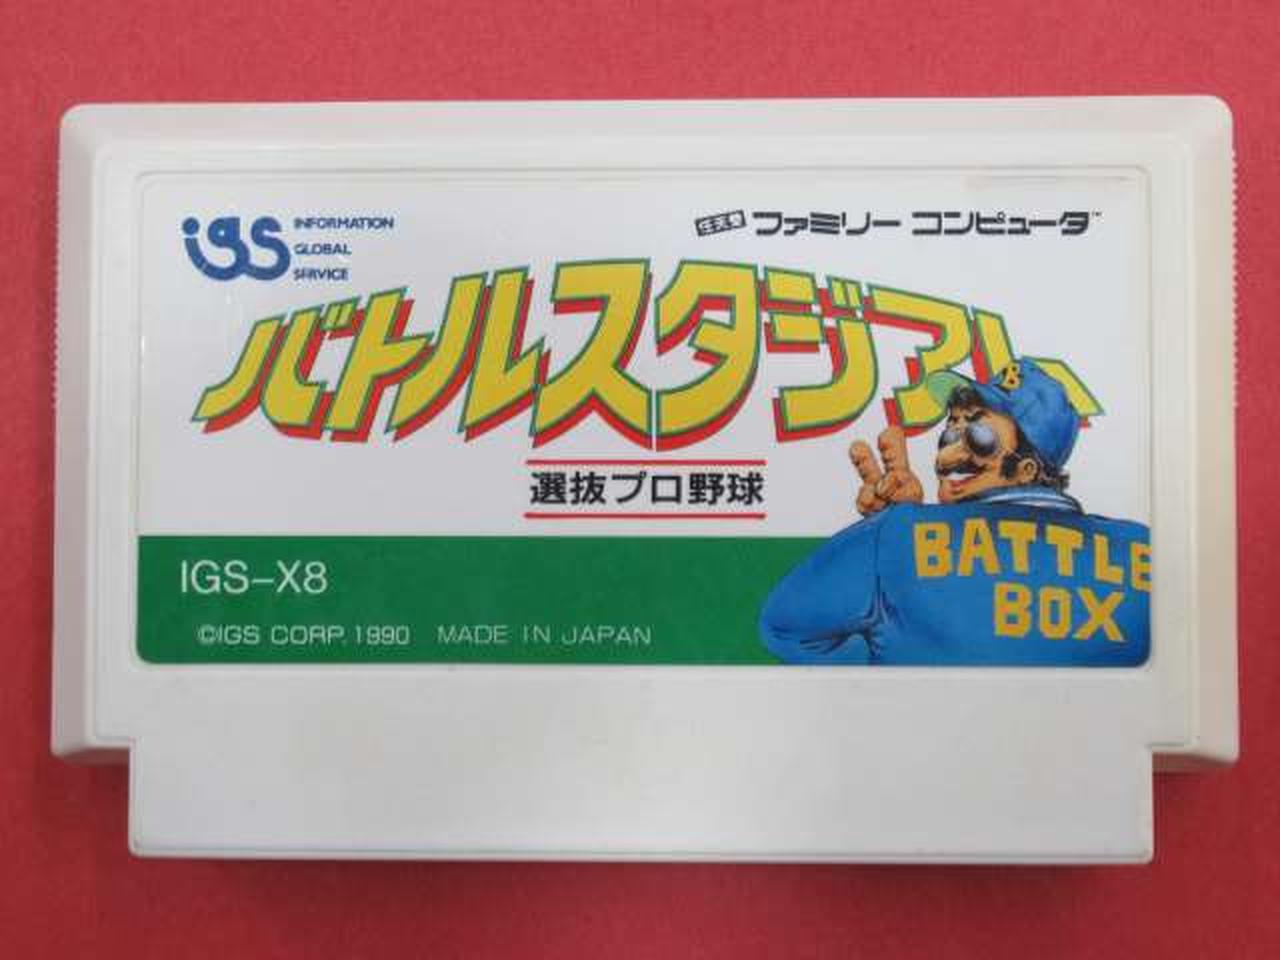 igs INFORMATION
GLOBAL
SERVICE
任天堂 ファミリー コンピュータ™
バトルスタジアム
選抜プロ野球
B
BATTLE
BOX
IGS-X8
©IGS CORP. 1990 MADE IN JAPAN